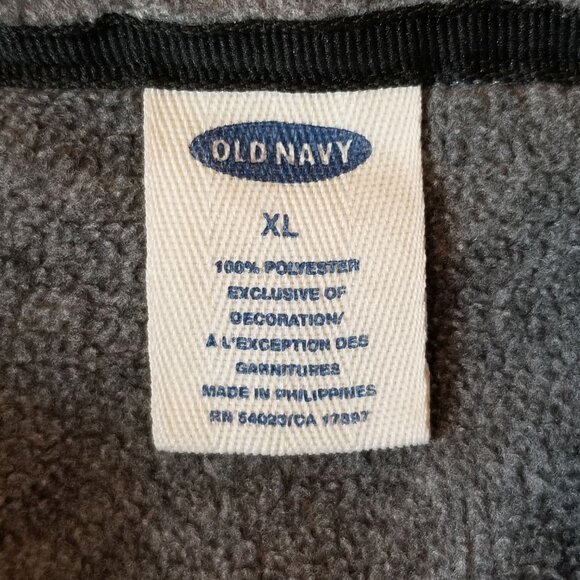 OLD NAVY
XL
100% POLYESTER
EXCLUSIVE OF
DECORATION/
À L'EXCEPTION DES
GARNITURES
MADE IN PHILIPPINES
RN 54023/CA 17897